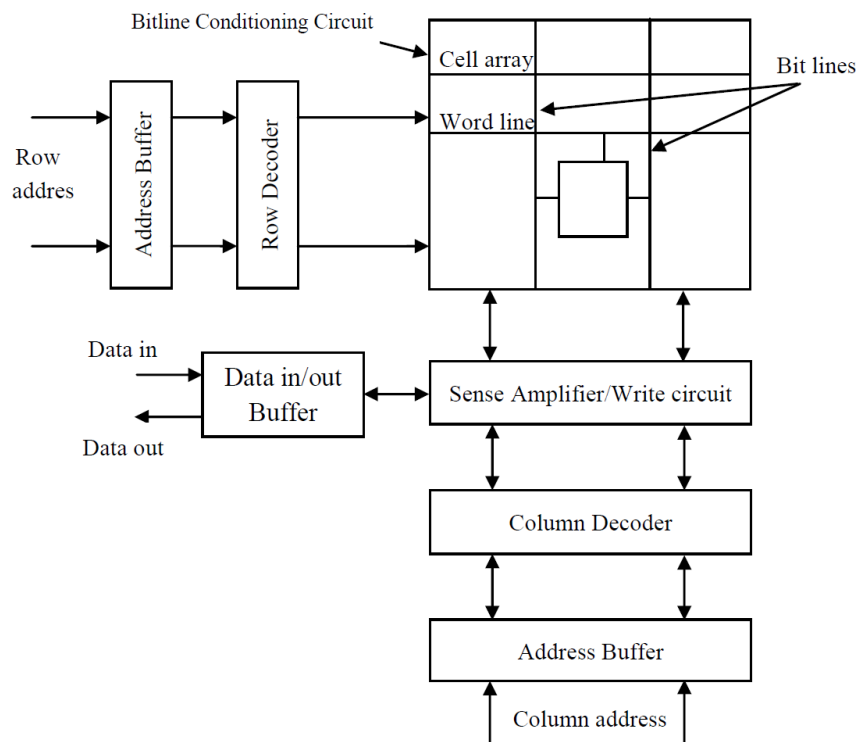 Bitline Conditioning Circuit
Cell array
Bit lines
Word line
Row
addres
Address Buffer
Row Decoder
Data in
Data in/out
Buffer
Data out
Sense Amplifier/Write circuit
Column Decoder
Address Buffer
Column address